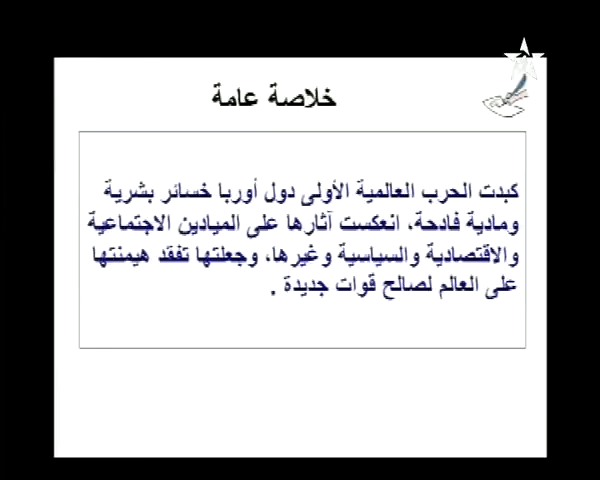 خلاصة عامة
كبدت الحرب العالمية الأولى دول أوربا خسائر بشرية
ومادية فادحة، انعكست آثارها على الميادين الاجتماعية
والاقتصادية والسياسية وغيرها، وجعلتها تفقد هيمنتها
على العالم لصالح قوات جديدة .